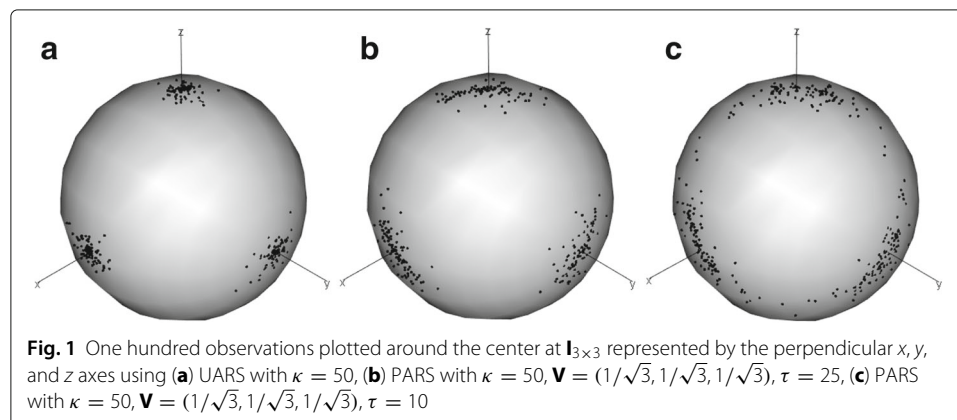 a b c
z z z
x y x y x y
Fig. 1 One hundred observations plotted around the center at I₃ₓ₃ represented by the perpendicular x, y,
and z axes using (a) UARS with κ = 50, (b) PARS with κ = 50, V = (1/√3, 1/√3, 1/√3), τ = 25, (c) PARS
with κ = 50, V = (1/√3, 1/√3, 1/√3), τ = 10